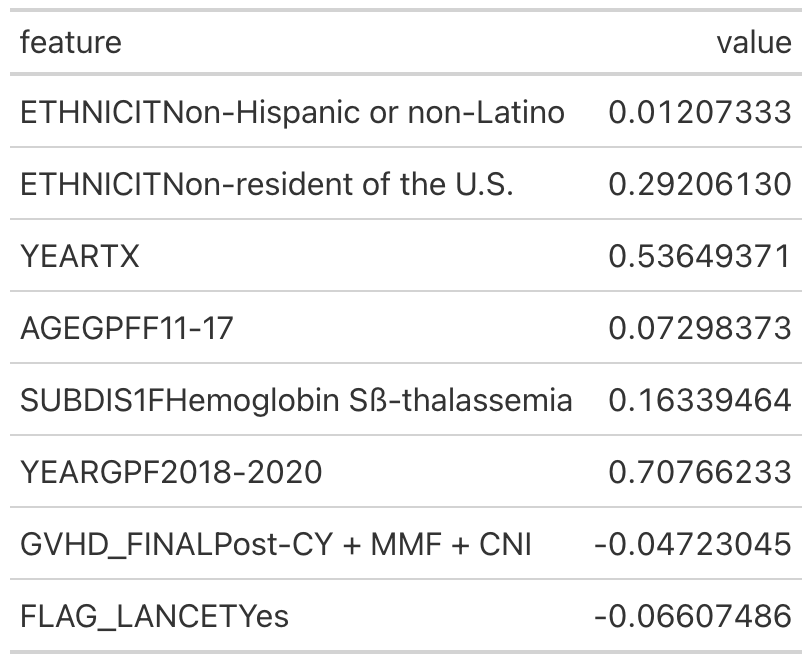 feature value
ETHNICITNon-Hispanic or non-Latino 0.01207333
ETHNICITNon-resident of the U.S. 0.29206130
YEARTX 0.53649371
AGEGPFF11-17 0.07298373
SUBDIS1FHemoglobin Sß-thalassemia 0.16339464
YEARGPF2018-2020 0.70766233
GVHD_FINALPost-CY + MMF + CNI -0.04723045
FLAG_LANCETYes -0.06607486